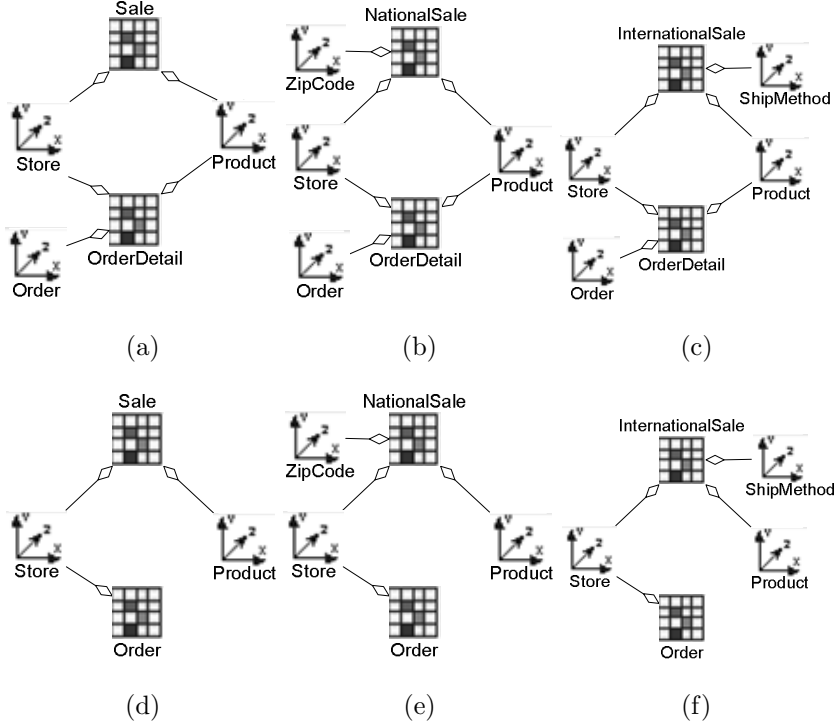 Sale
Store
Product
OrderDetail
Order
(a)
NationalSale
ZipCode
Store
Product
OrderDetail
Order
(b)
InternationalSale
ShipMethod
Store
Product
OrderDetail
Order
(c)
Sale
Store
Product
Order
(d)
NationalSale
ZipCode
Store
Product
Order
(e)
InternationalSale
ShipMethod
Store
Product
Order
(f)